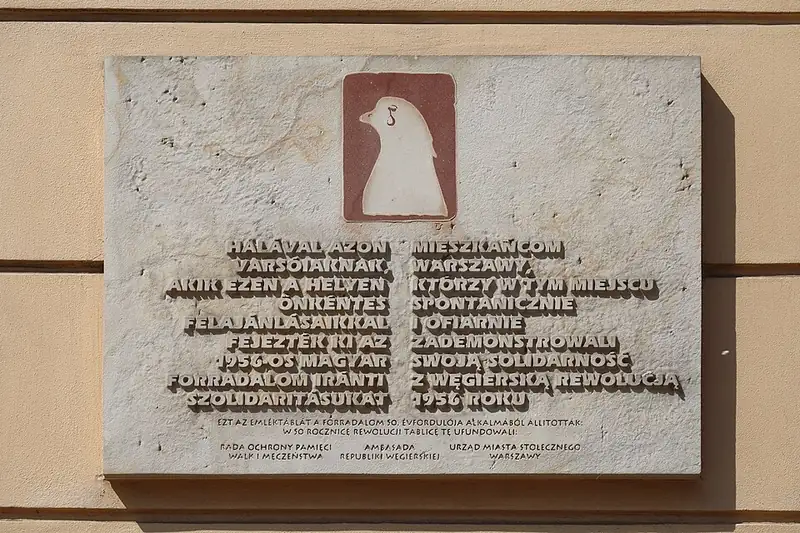 HÁLÁVAL AZON
VARSÓIAKNAK,
AKIK EZEN A HELYEN
ÖNKÉNTES
FELAJÁNLÁSAIKKAL
FEJEZTÉK KI AZ
1956-OS MAGYAR
FORRADALOM IRÁNTI
SZOLIDARITÁSUKAT
MIESZKAŃCOM
WARSZAWY,
KTÓRZY W TYM MIEJSCU
SPONTANICZNIE
I OFIARNIE
ZADEMONSTROWALI
SWOJĄ SOLIDARNOŚĆ
Z WĘGIERSKĄ REWOLUCJĄ
1956 ROKU
EZT AZ EMLÉKTÁBLÁT A FORRADALOM 50. ÉVFORDULÓJA ALKALMÁBÓL ÁLLÍTOTTÁK:
W 50 ROCZNICĘ REWOLUCJI TABLICĘ TĘ UFUNDOWALI:
RADA OCHRONY PAMIĘCI
WALK I MĘCZEŃSTWA
AMBASADA
REPUBLIKI WĘGIERSKIEJ
URZĄD MIASTA STOŁECZNEGO
WARSZAWY